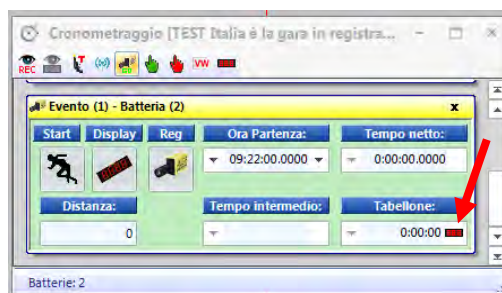 Cronometraggio [TEST Italia è la gara in registra...
REC VW
Evento (1) - Batteria (2) x
Start Display Reg Ora Partenza: Tempo netto:
09:22:00.0000 0:00:00.0000
Distanza: Tempo intermedio: Tabellone:
0 0:00:00
Batterie: 2